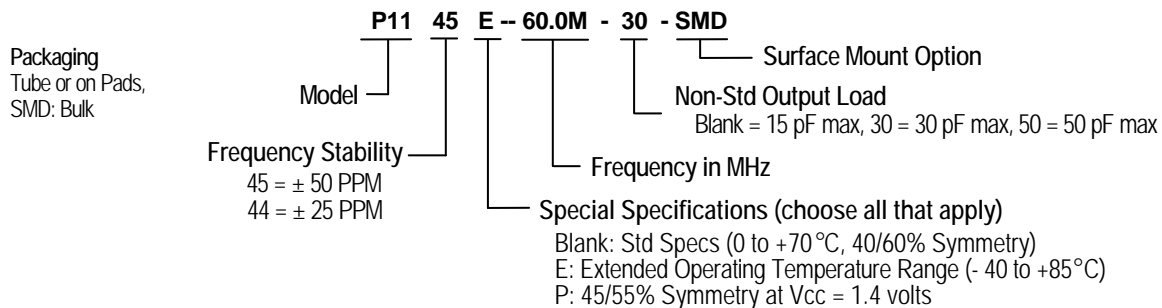 P11 45 E -- 60.0M - 30 - SMD
Packaging
Tube or on Pads,
SMD: Bulk
Surface Mount Option
Model
Non-Std Output Load
Blank = 15 pF max, 30 = 30 pF max, 50 = 50 pF max
Frequency Stability
45 = ± 50 PPM
44 = ± 25 PPM
Frequency in MHz
Special Specifications (choose all that apply)
Blank: Std Specs (0 to +70°C, 40/60% Symmetry)
E: Extended Operating Temperature Range (- 40 to +85°C)
P: 45/55% Symmetry at Vcc = 1.4 volts